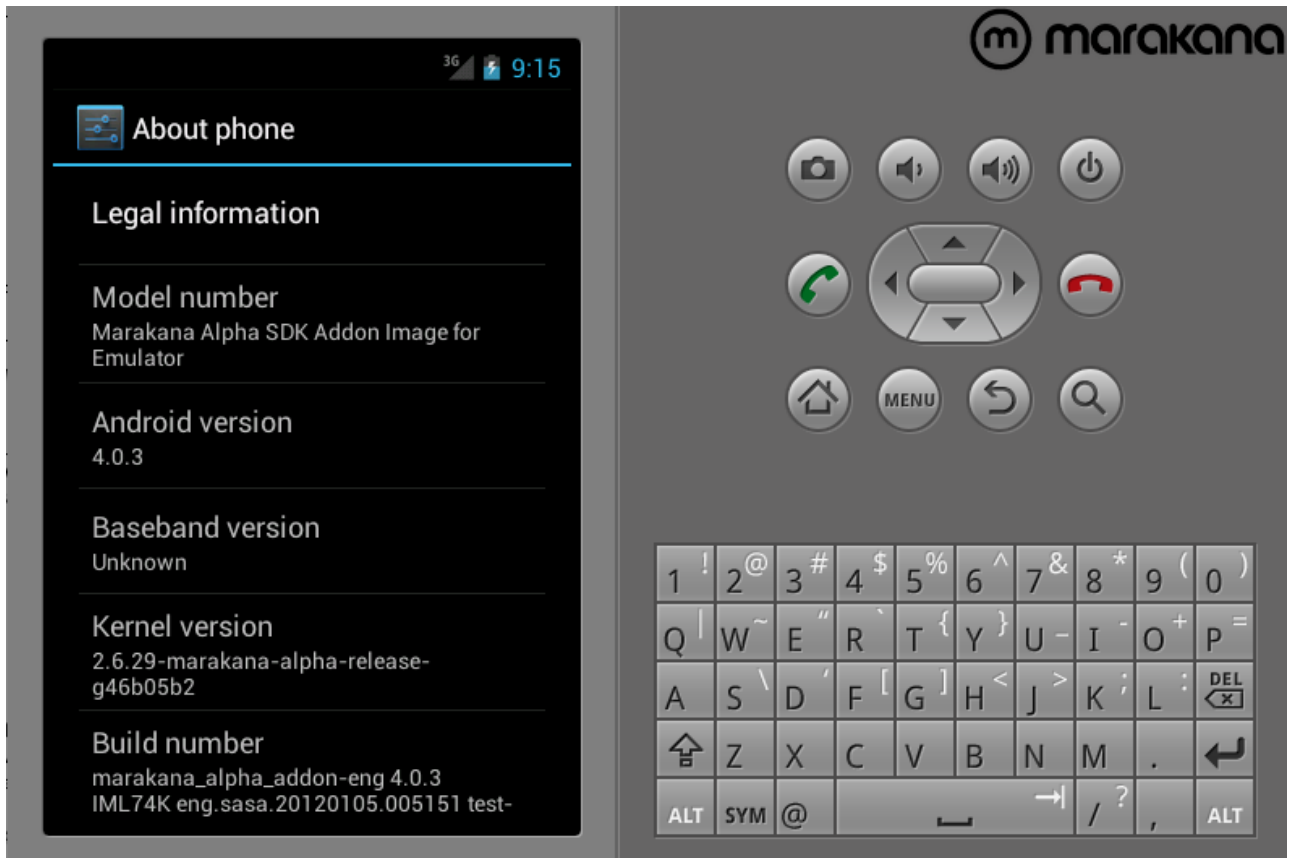 marakana
3G 9:15
About phone
Legal information
Model number
Marakana Alpha SDK Addon Image for
Emulator
Android version
4.0.3
Baseband version
Unknown
Kernel version
2.6.29-marakana-alpha-release-
g46b05b2
Build number
marakana_alpha_addon-eng 4.0.3
IML74K eng.sasa.20120105.005151 test-
MENU
1 ! 2 @ 3 # 4 $ 5 % 6 ^ 7 & 8 * 9 ( 0 )
Q | W ~ E " R ` T { Y } U _ I - O + P =
A S \ D ' F [ G ] H < J > K ; L : DEL
Z X C V B N M .
ALT SYM @ / ? , ALT